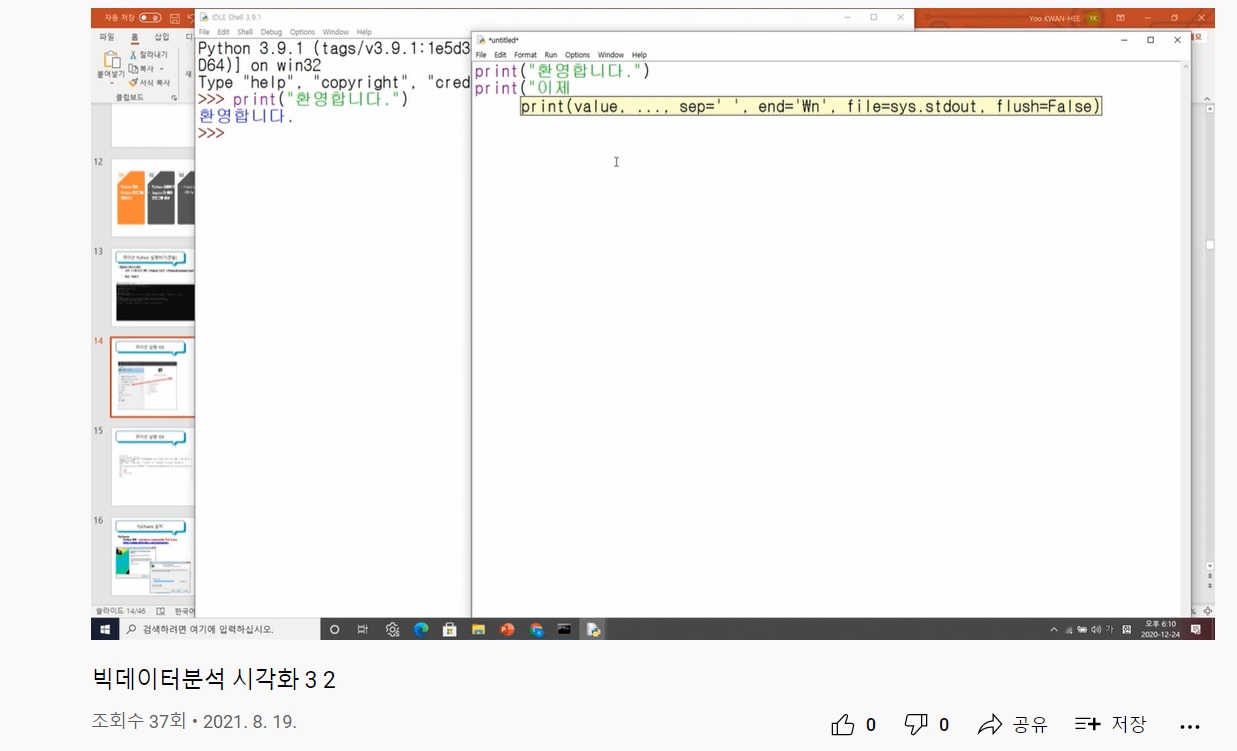 자동 저장
IDLE Shell 3.9.1
Yoo KWAN-HEE YK
파일 홈 삽입
File Edit Shell Debug Options Window Help
*untitled*
File Edit Format Run Options Window Help
붙여넣기
잘라내기
복사
서식 복사
클립보드
Python 3.9.1 (tags/v3.9.1:1e5d3
D64)] on win32
Type "help", "copyright", "cred
>>> print("환영합니다.")
환영합니다.
>>>
print("환영합니다.")
print("이제
print(value, ..., sep=' ', end='Wn', file=sys.stdout, flush=False)
12
13
14
15
16
슬라이드 14/46 한국어
검색하려면 여기에 입력하십시오.
가
오후 6:10
2020-12-24
빅데이터분석 시각화 3 2
조회수 37회 • 2021. 8. 19.
0 0 공유 저장